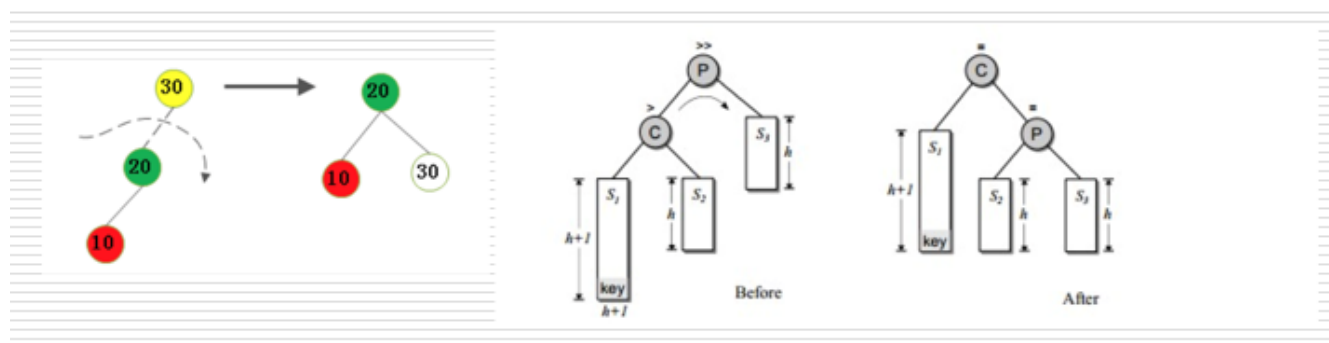 30
20
10
20
10
30
>>
P
>
C
S₃
h
S₁
S₂
h
h+1
key
h+1
Before
=
C
=
P
S₁
h+1
S₂
h
S₃
h
key
After